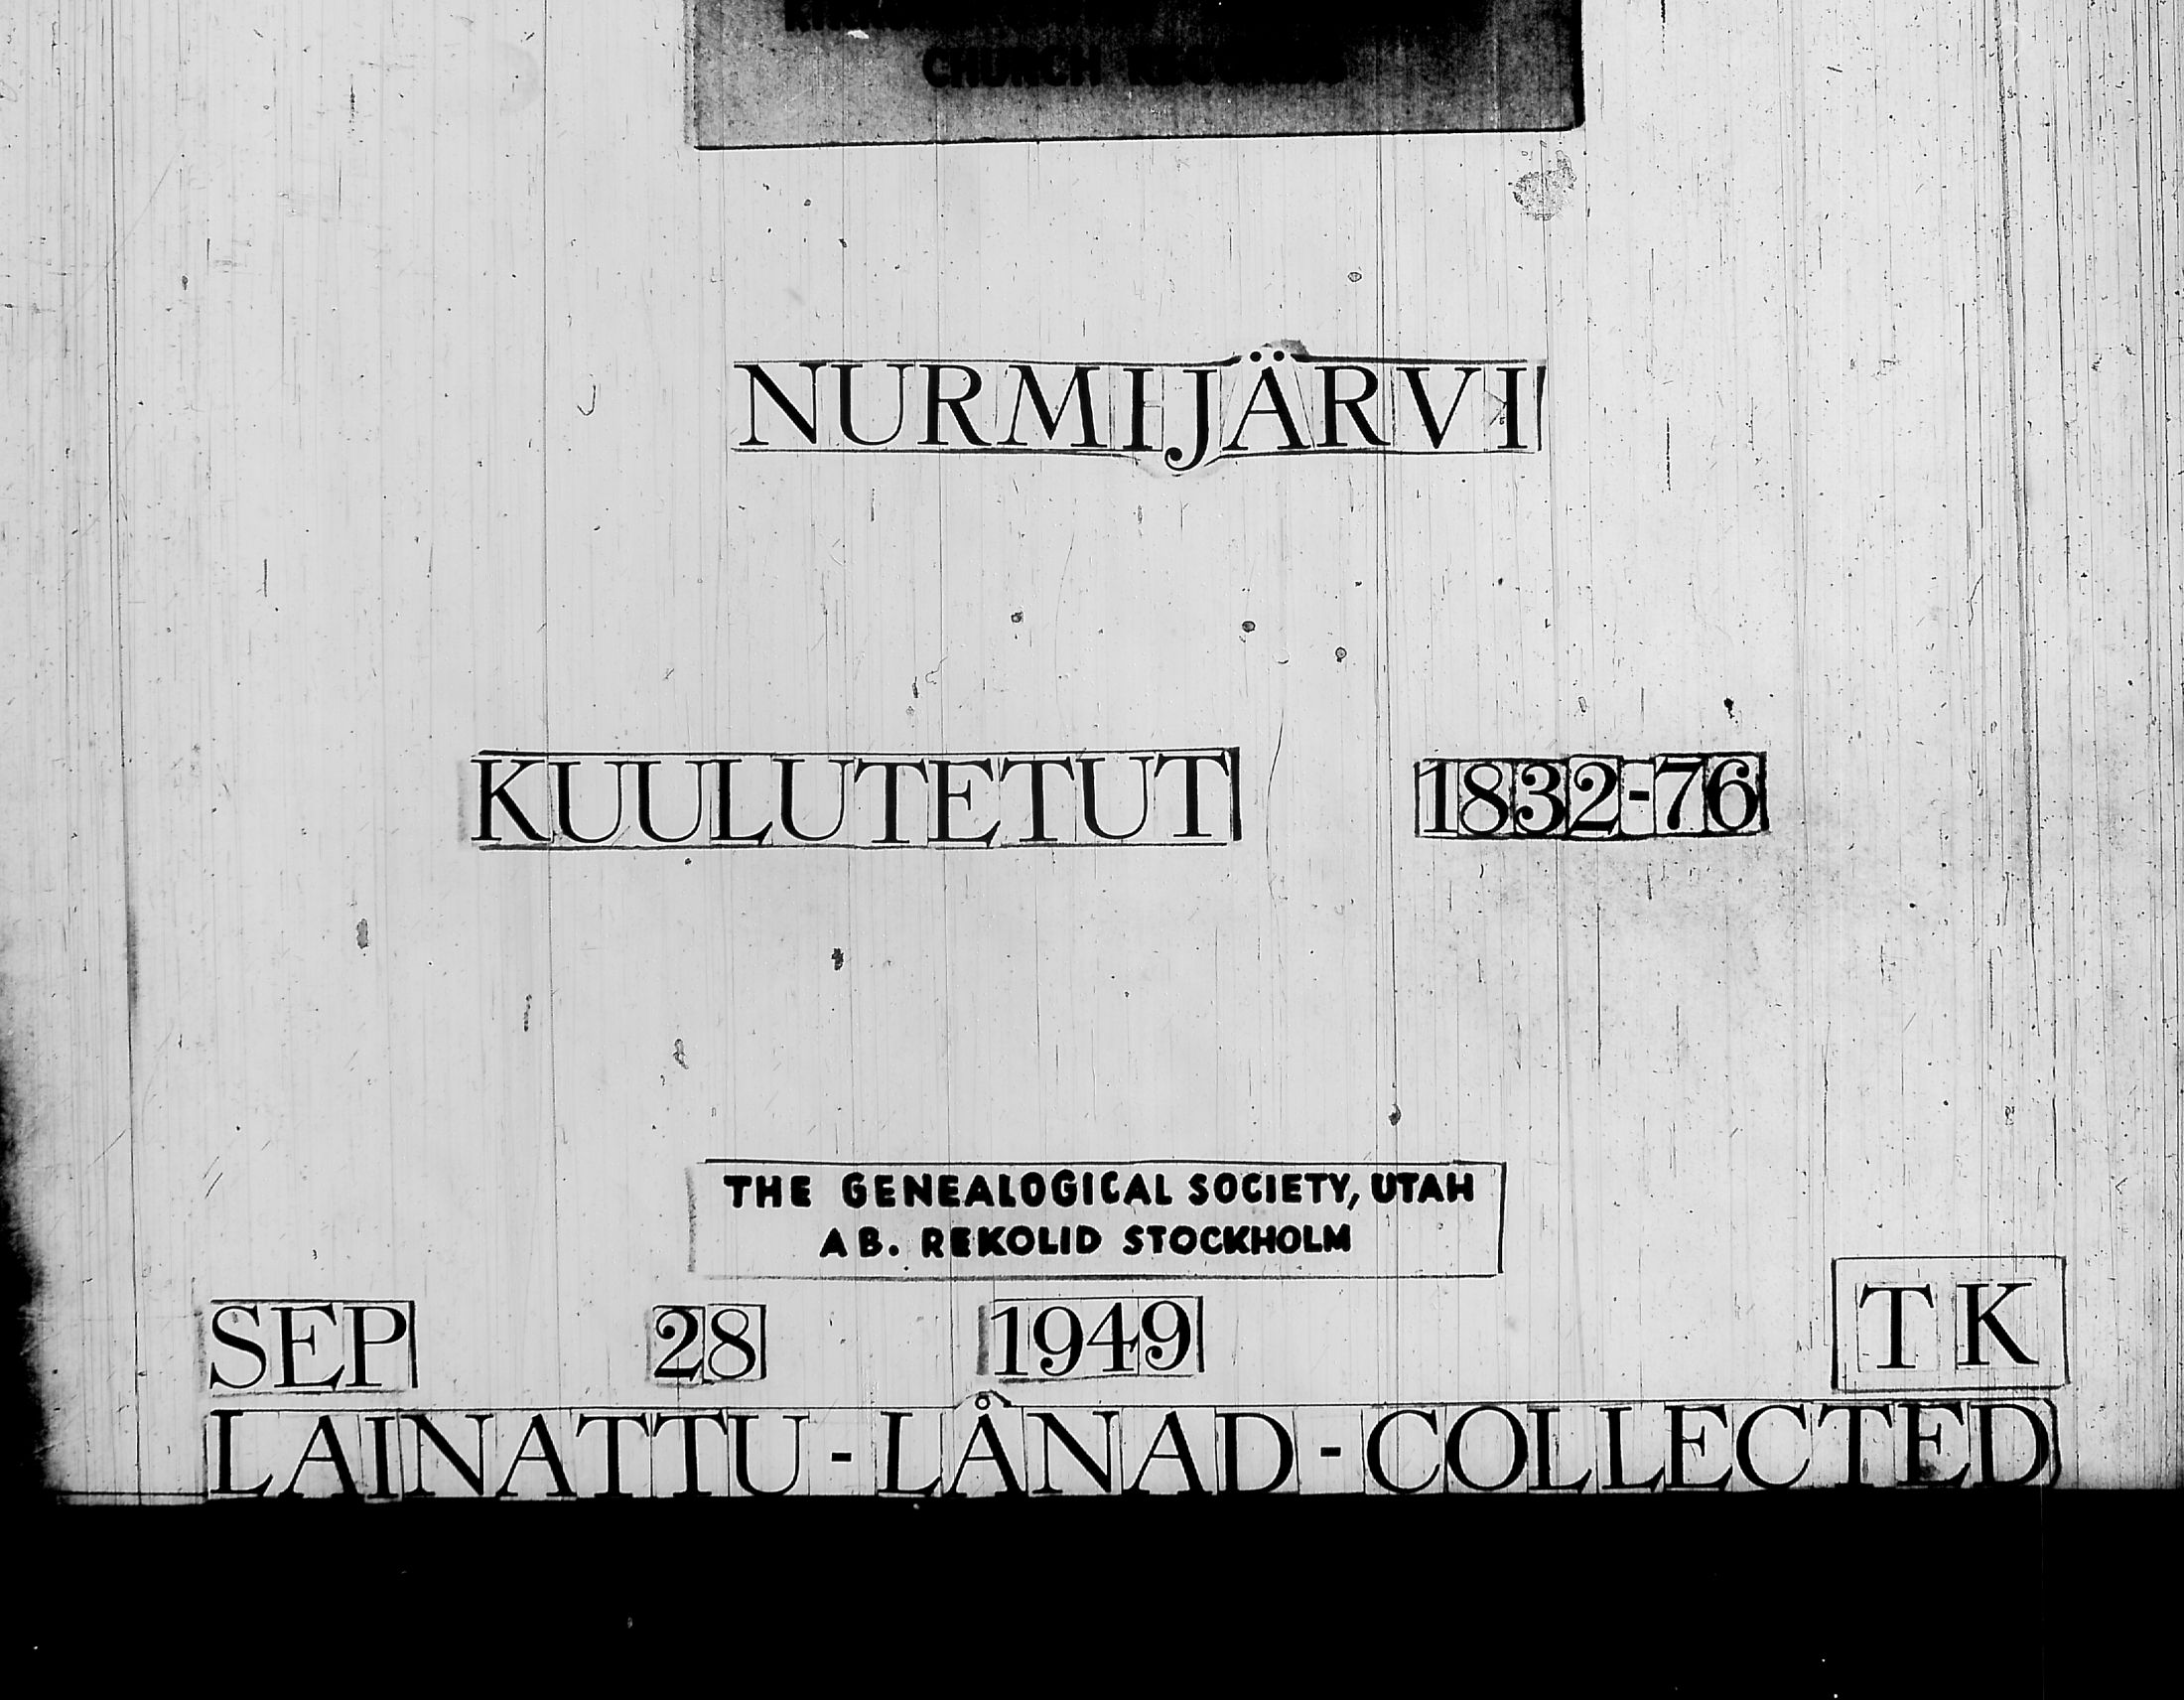 CHURCH RECORDS
NURMIJÄRVI
KUULUTETUT 1832-76
THE GENEALOGICAL SOCIETY, UTAH
AB. REKOLID STOCKHOLM
SEP 28 1949 TK
LAINATTU - LÅNAD - COLLECTED